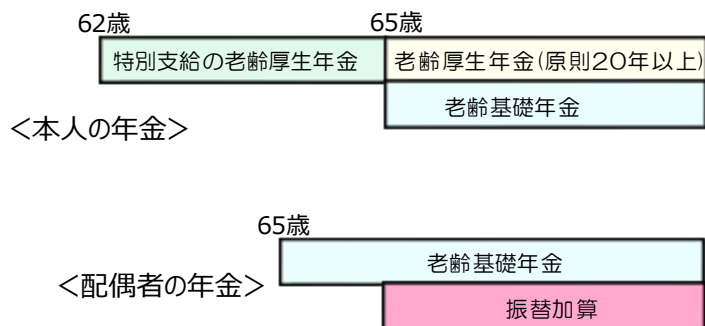 62歳
65歳
特別支給の老齢厚生年金
老齢厚生年金(原則20年以上)
老齢基礎年金
＜本人の年金＞
65歳
老齢基礎年金
＜配偶者の年金＞
振替加算